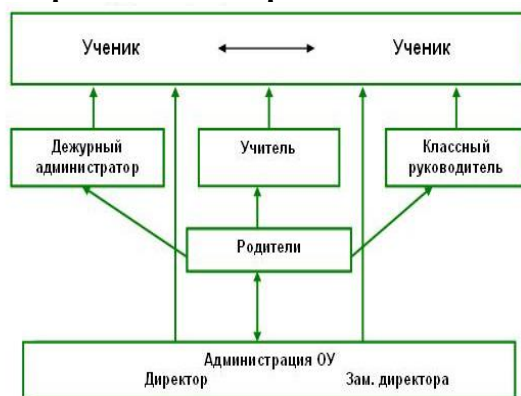 Ученик Ученик
Дежурный
администратор
Учитель
Классный
руководитель
Родители
Администрация ОУ
Директор Зам. директора